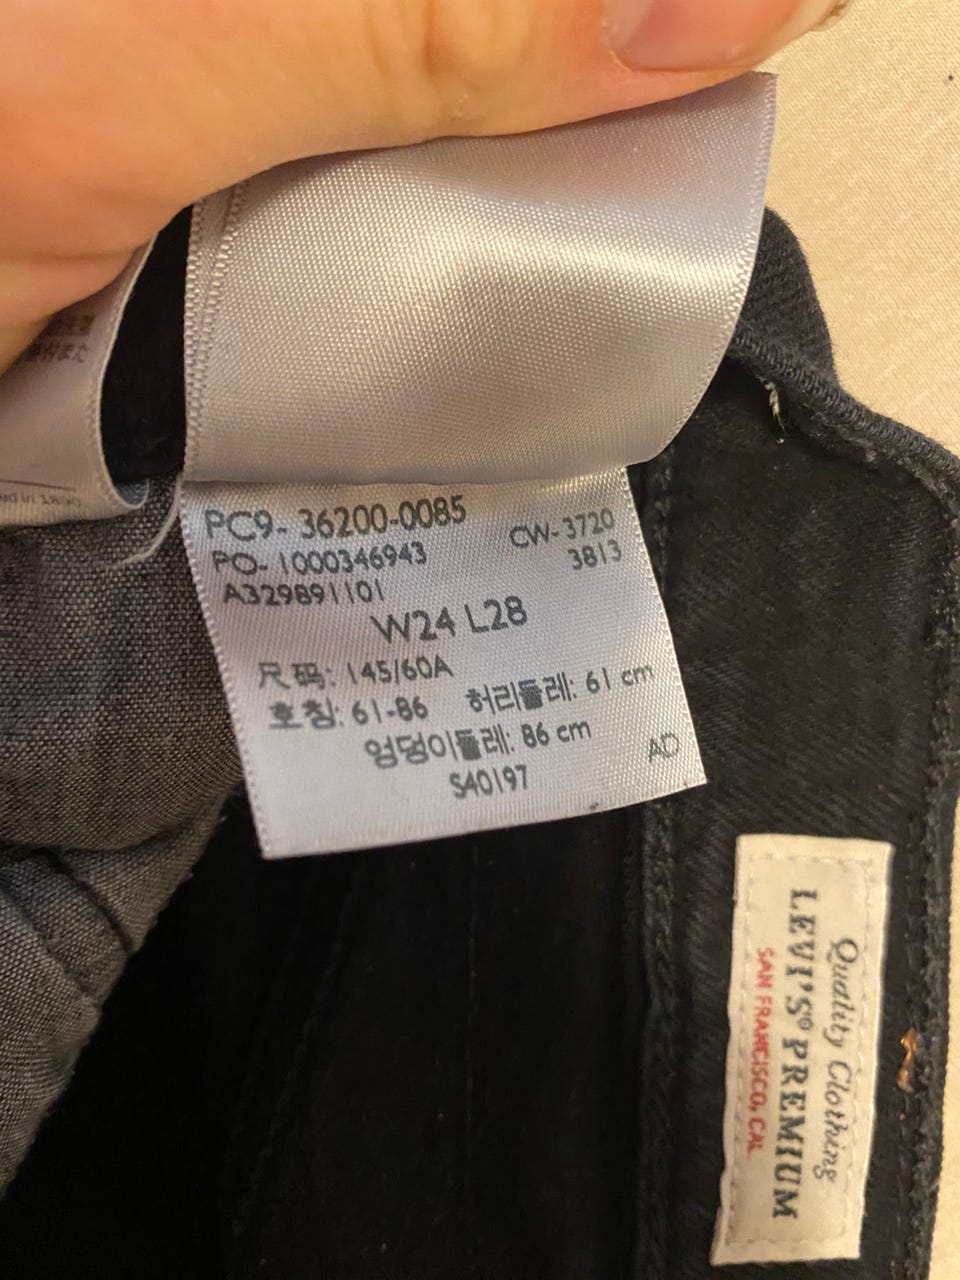 PC9- 36200-0085
CW-3720
PO- 1000346943
3813
A329891101
W24 L28
尺码: 145/60A
호칭: 61-86 허리둘레: 61 cm
엉덩이둘레: 86 cm
AO
S40197
Quality Clothing
LEVI'S® PREMIUM
SAN FRANCISCO, CAL